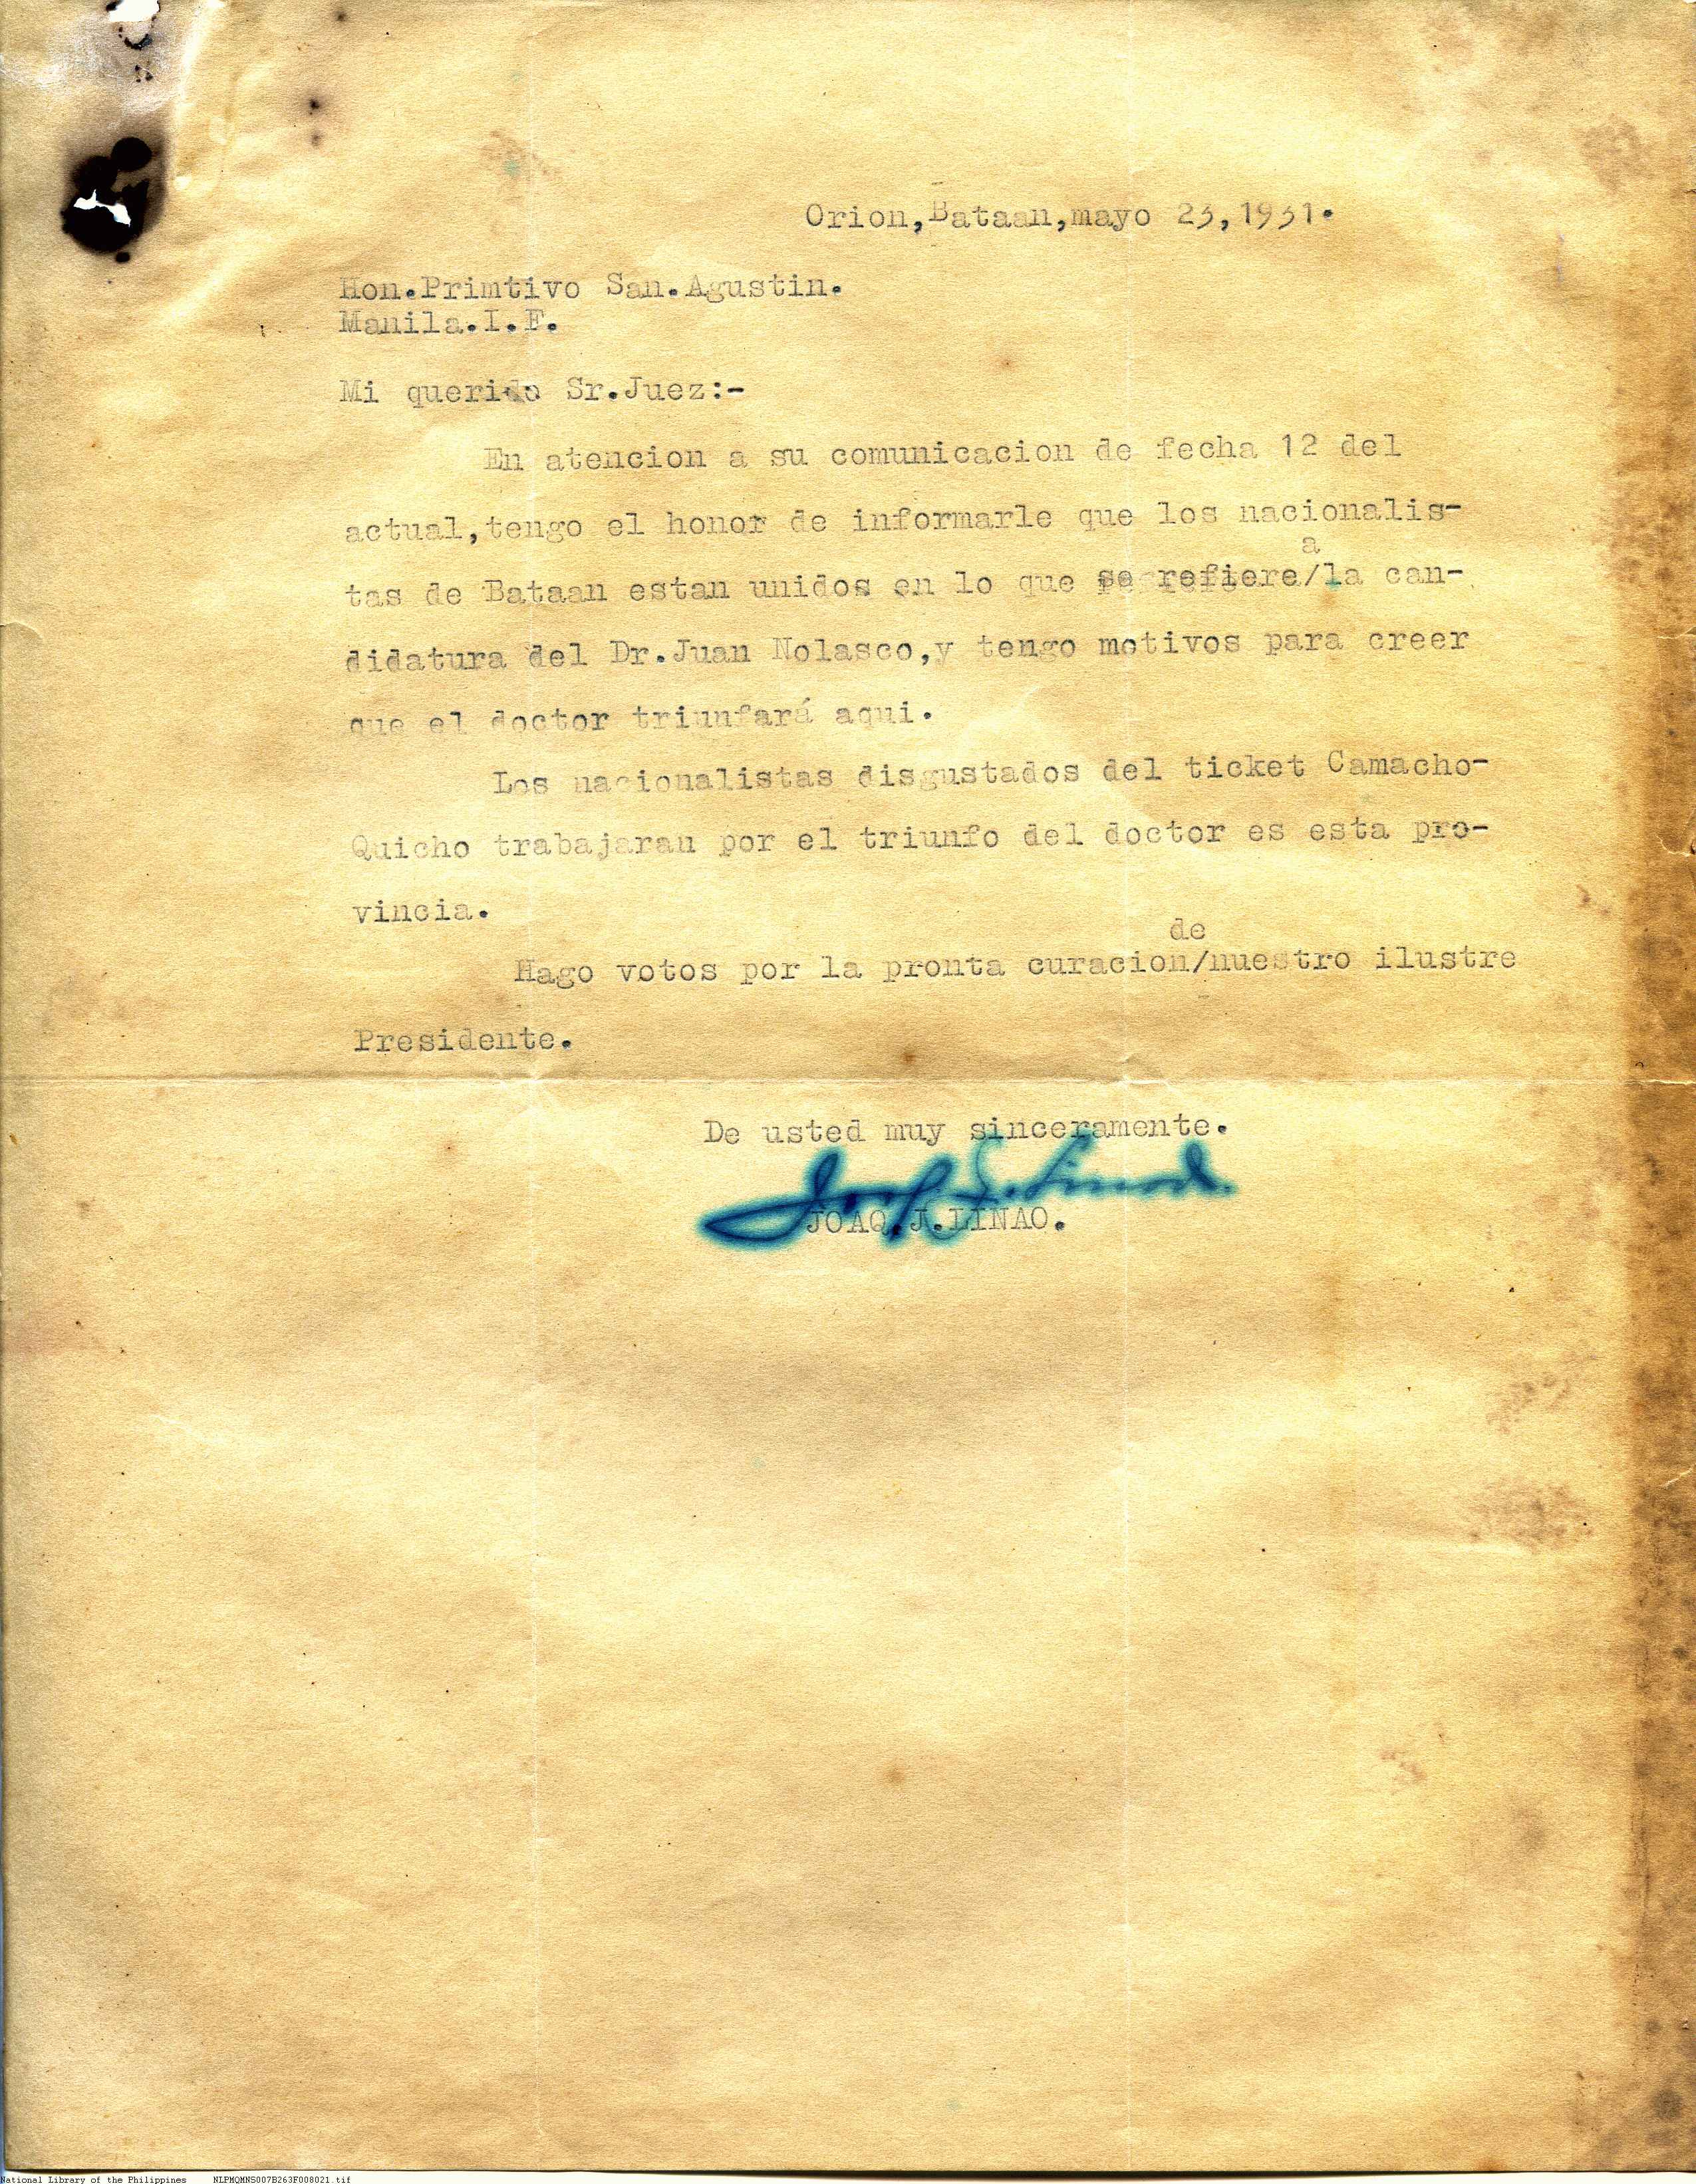 Orion,Bataan,mayo 23,1931.
Hon.Primtivo San.Agustin.
Manila.I.F.
Mi querido Sr.Juez:-
En atencion a su comunicacion de fecha 12 del
actual,tengo el honor de informarle que los nacionalis-
a
tas de Bataan estan unidos en lo que se refiere/la can-
didatura del Dr.Juan Nolasco,y tengo motivos para creer
que el doctor triunfará aqui.
Los nacionalistas disgustados del ticket Camacho-
Quicho trabajaran por el triunfo del doctor es esta pro-
vincia.
de
Hago votos por la pronta curacion/nuestro ilustre
Presidente.
De usted muy sinceramente.
JOAQ.J.LINAO.
National Library of the Philippines NLPMQMNS007B263F008021.tif